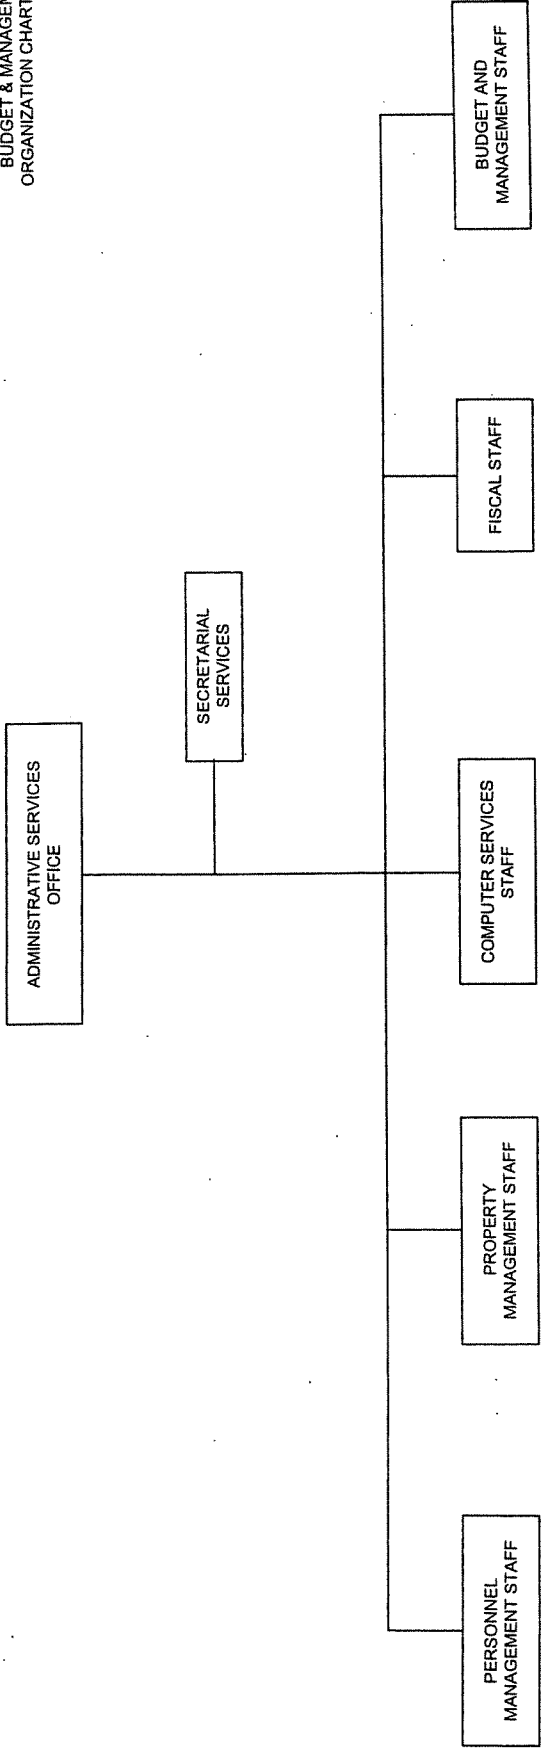 BUDGET & 
ORGANIZATION CHART
ADMINISTRATIVE SERVICES
OFFICE
SECRETARIAL
SERVICES
PERSONNEL
MANAGEMENT STAFF
PROPERTY
MANAGEMENT STAFF
COMPUTER SERVICES
STAFF
FISCAL STAFF
BUDGET AND
MANAGEMENT STAFF